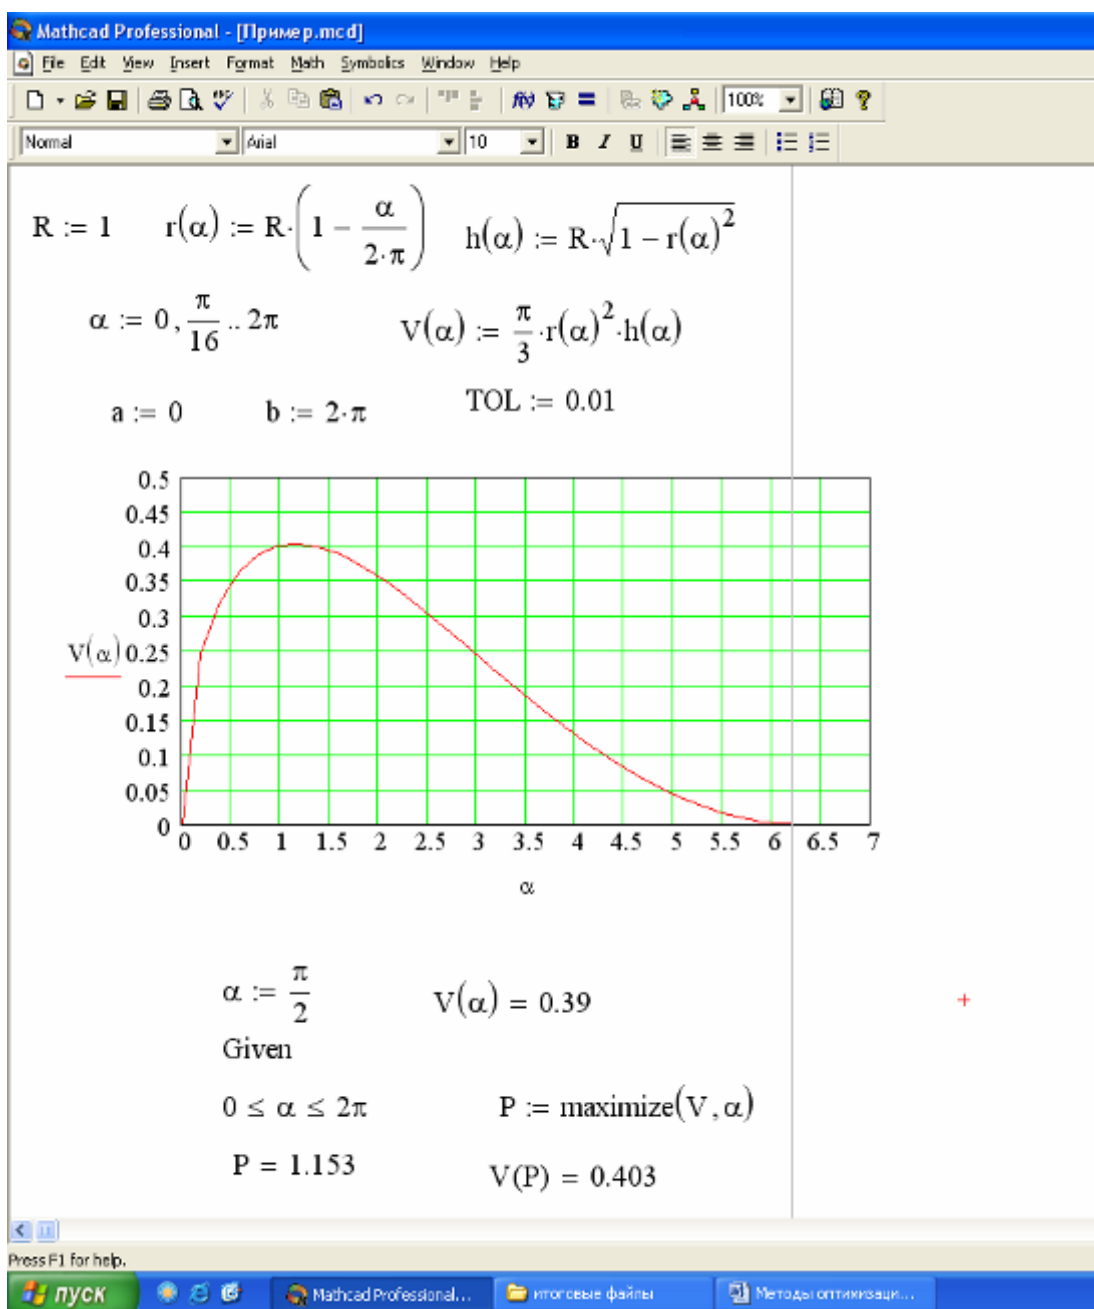 Mathcad Professional - [Пример.mcd]
File Edit View Insert Format Math Symbolics Window Help
100%
Normal Arial 10 B I U
R := 1 r(α) := R·(1 − α/(2·π)) h(α) := R·√(1 − r(α)²)
α := 0, π/16 .. 2π V(α) := π/3·r(α)²·h(α)
a := 0 b := 2·π TOL := 0.01
0.5
0.45
0.4
0.35
0.3
V(α) 0.25
0.2
0.15
0.1
0.05
0
0 0.5 1 1.5 2 2.5 3 3.5 4 4.5 5 5.5 6 6.5 7
α
α := π/2 V(α) = 0.39
Given
0 ≤ α ≤ 2π P := maximize(V, α)
P = 1.153 V(P) = 0.403
Press F1 for help.
пуск Mathcad Professional... итоговые файлы Методы оптимизаци...